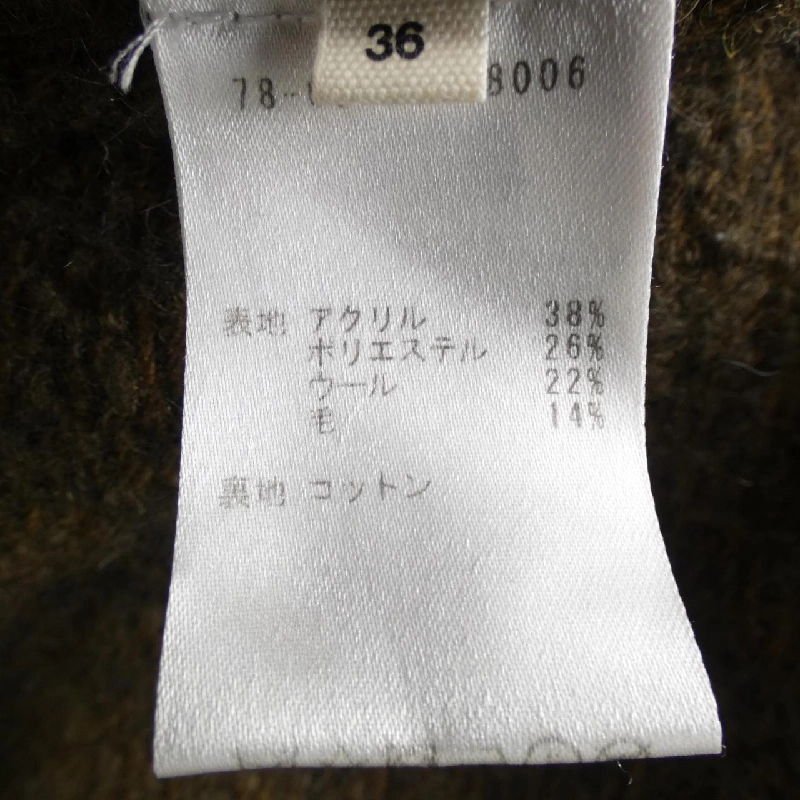 36
8006
表地 アクリル 38%
ポリエステル 26%
ウール 22%
毛 14%
裏地 コットン